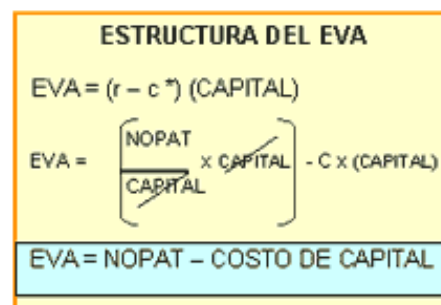 ESTRUCTURA DEL EVA
EVA = (r – c *) (CAPITAL)
NOPAT
EVA = x CAPITAL - C x (CAPITAL)
CAPITAL
EVA = NOPAT – COSTO DE CAPITAL